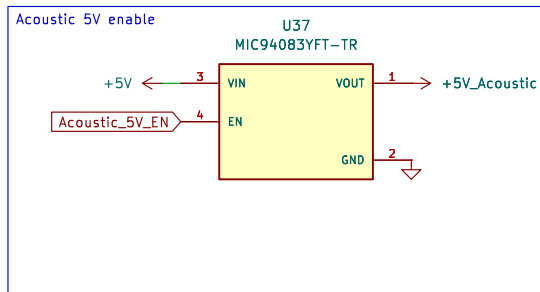 Acoustic 5V enable
U37
MIC94083YFT-TR
+5V 3 VIN VOUT 1 +5V_Acoustic
Acoustic_5V_EN 4 EN
GND 2